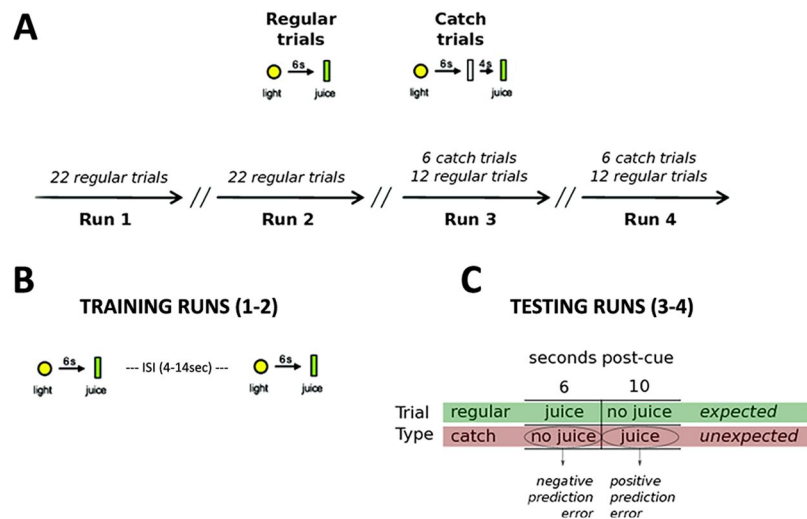 A
Regular
trials
6s
light
juice
Catch
trials
6s
4s
light
juice
22 regular trials
Run 1
//
22 regular trials
Run 2
//
6 catch trials
12 regular trials
Run 3
//
6 catch trials
12 regular trials
Run 4
B
TRAINING RUNS (1-2)
6s
light
juice
--- ISI (4-14sec) ---
6s
light
juice
C
TESTING RUNS (3-4)
seconds post-cue
6 10
Trial regular juice no juice expected
Type catch no juice juice unexpected
negative
prediction
error
positive
prediction
error